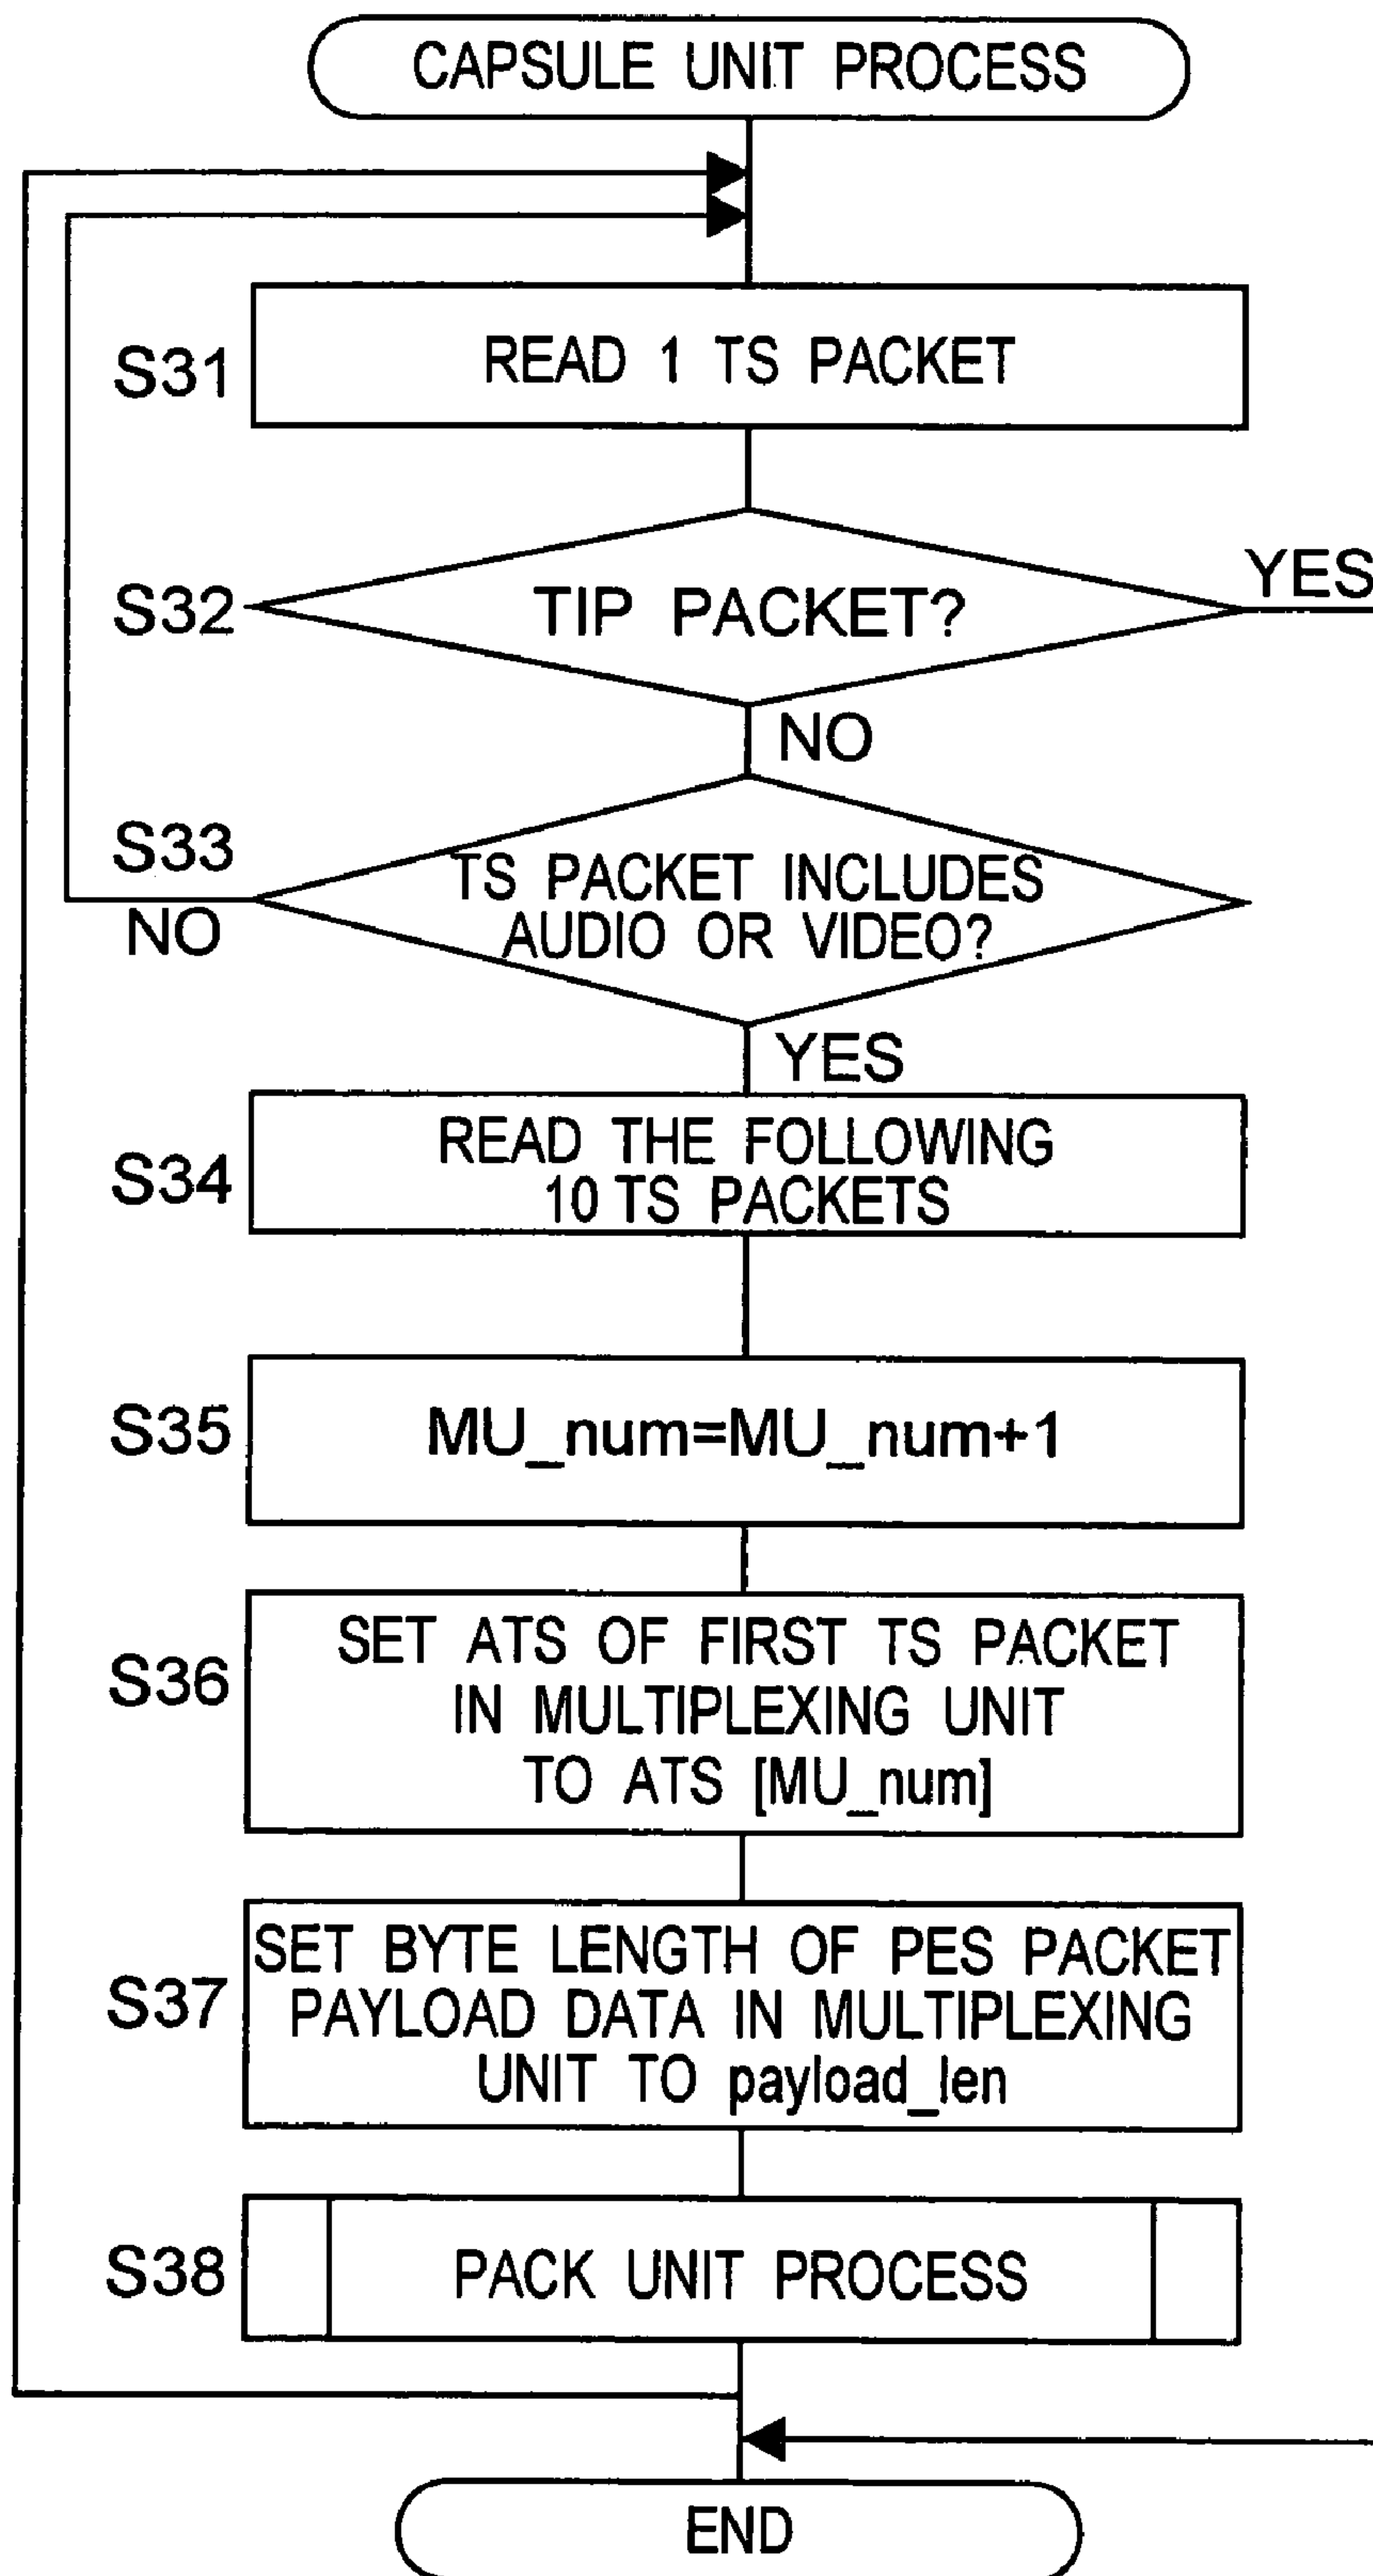 CAPSULE UNIT PROCESS
S31
READ 1 TS PACKET
S32
TIP PACKET?
YES
NO
S33
TS PACKET INCLUDES
AUDIO OR VIDEO?
NO
YES
S34
READ THE FOLLOWING
10 TS PACKETS
S35
MU_num=MU_num+1
S36
SET ATS OF FIRST TS PACKET
IN MULTIPLEXING UNIT
TO ATS [MU_num]
S37
SET BYTE LENGTH OF PES PACKET
PAYLOAD DATA IN MULTIPLEXING
UNIT TO payload_len
S38
PACK UNIT PROCESS
END